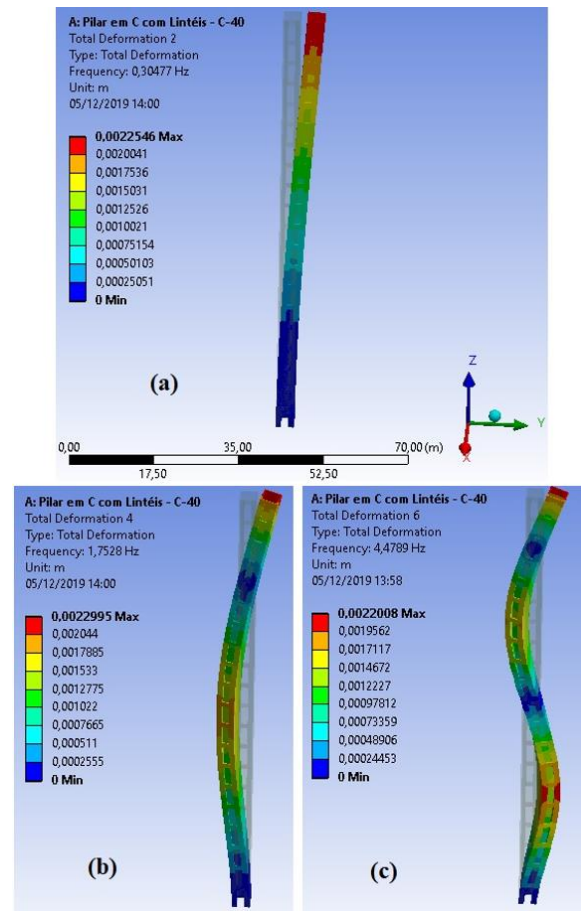 A: Pilar em C com Lintéis - C-40
Total Deformation 2
Type: Total Deformation
Frequency: 0,30477 Hz
Unit: m
05/12/2019 14:00
0,0022546 Max
0,0020041
0,0017536
0,0015031
0,0012526
0,0010021
0,00075154
0,00050103
0,00025051
0 Min
(a)
Z
Y
X
0,00 35,00 70,00 (m)
17,50 52,50
A: Pilar em C com Lintéis - C-40
Total Deformation 4
Type: Total Deformation
Frequency: 1,7528 Hz
Unit: m
05/12/2019 14:00
0,0022995 Max
0,002044
0,0017885
0,001533
0,0012775
0,001022
0,0007665
0,000511
0,0002555
0 Min
(b)
A: Pilar em C com Lintéis - C-40
Total Deformation 6
Type: Total Deformation
Frequency: 4,4789 Hz
Unit: m
05/12/2019 13:58
0,0022008 Max
0,0019562
0,0017117
0,0014672
0,0012227
0,00097812
0,00073359
0,00048906
0,00024453
0 Min
(c)